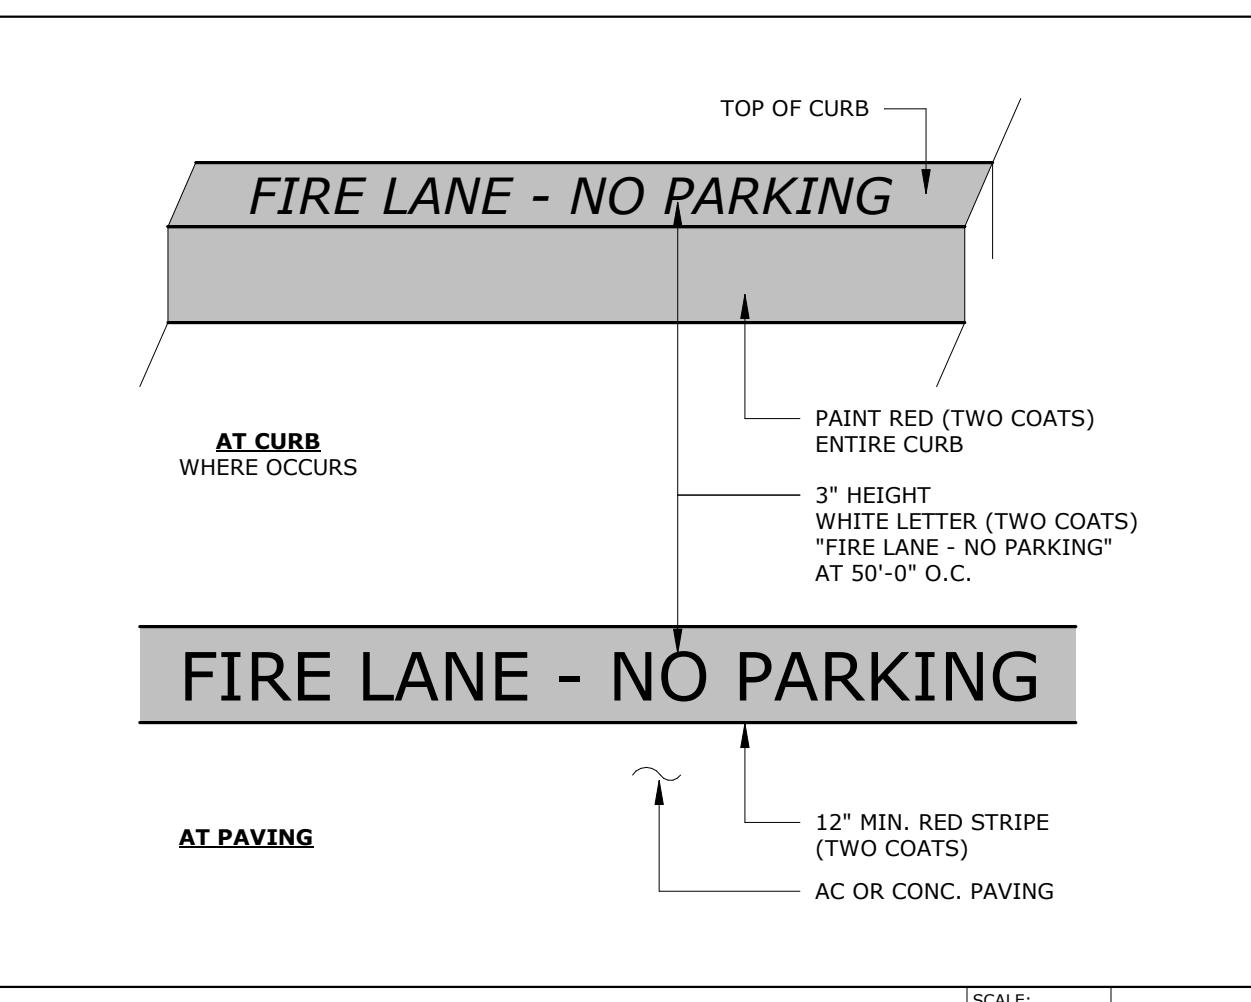 TOP OF CURB
FIRE LANE - NO PARKING
PAINT RED (TWO COATS)
ENTIRE CURB
AT CURB
WHERE OCCURS
3" HEIGHT
WHITE LETTER (TWO COATS)
"FIRE LANE - NO PARKING"
AT 50'-0" O.C.
FIRE LANE - NO PARKING
12" MIN. RED STRIPE
(TWO COATS)
AT PAVING
AC OR CONC. PAVING
SCALE: